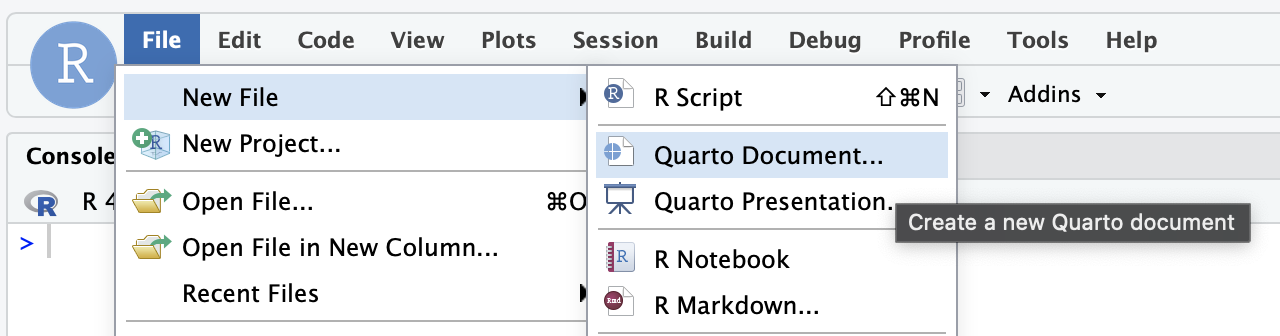 R File Edit Code View Plots Session Build Debug Profile Tools Help
Addins
New File
New Project...
Open File... ⌘O
Open File in New Column...
Recent Files
R Script ⇧⌘N
Quarto Document...
Quarto Presentation.
Create a new Quarto document
R Notebook
R Markdown...
Console
R 4
>